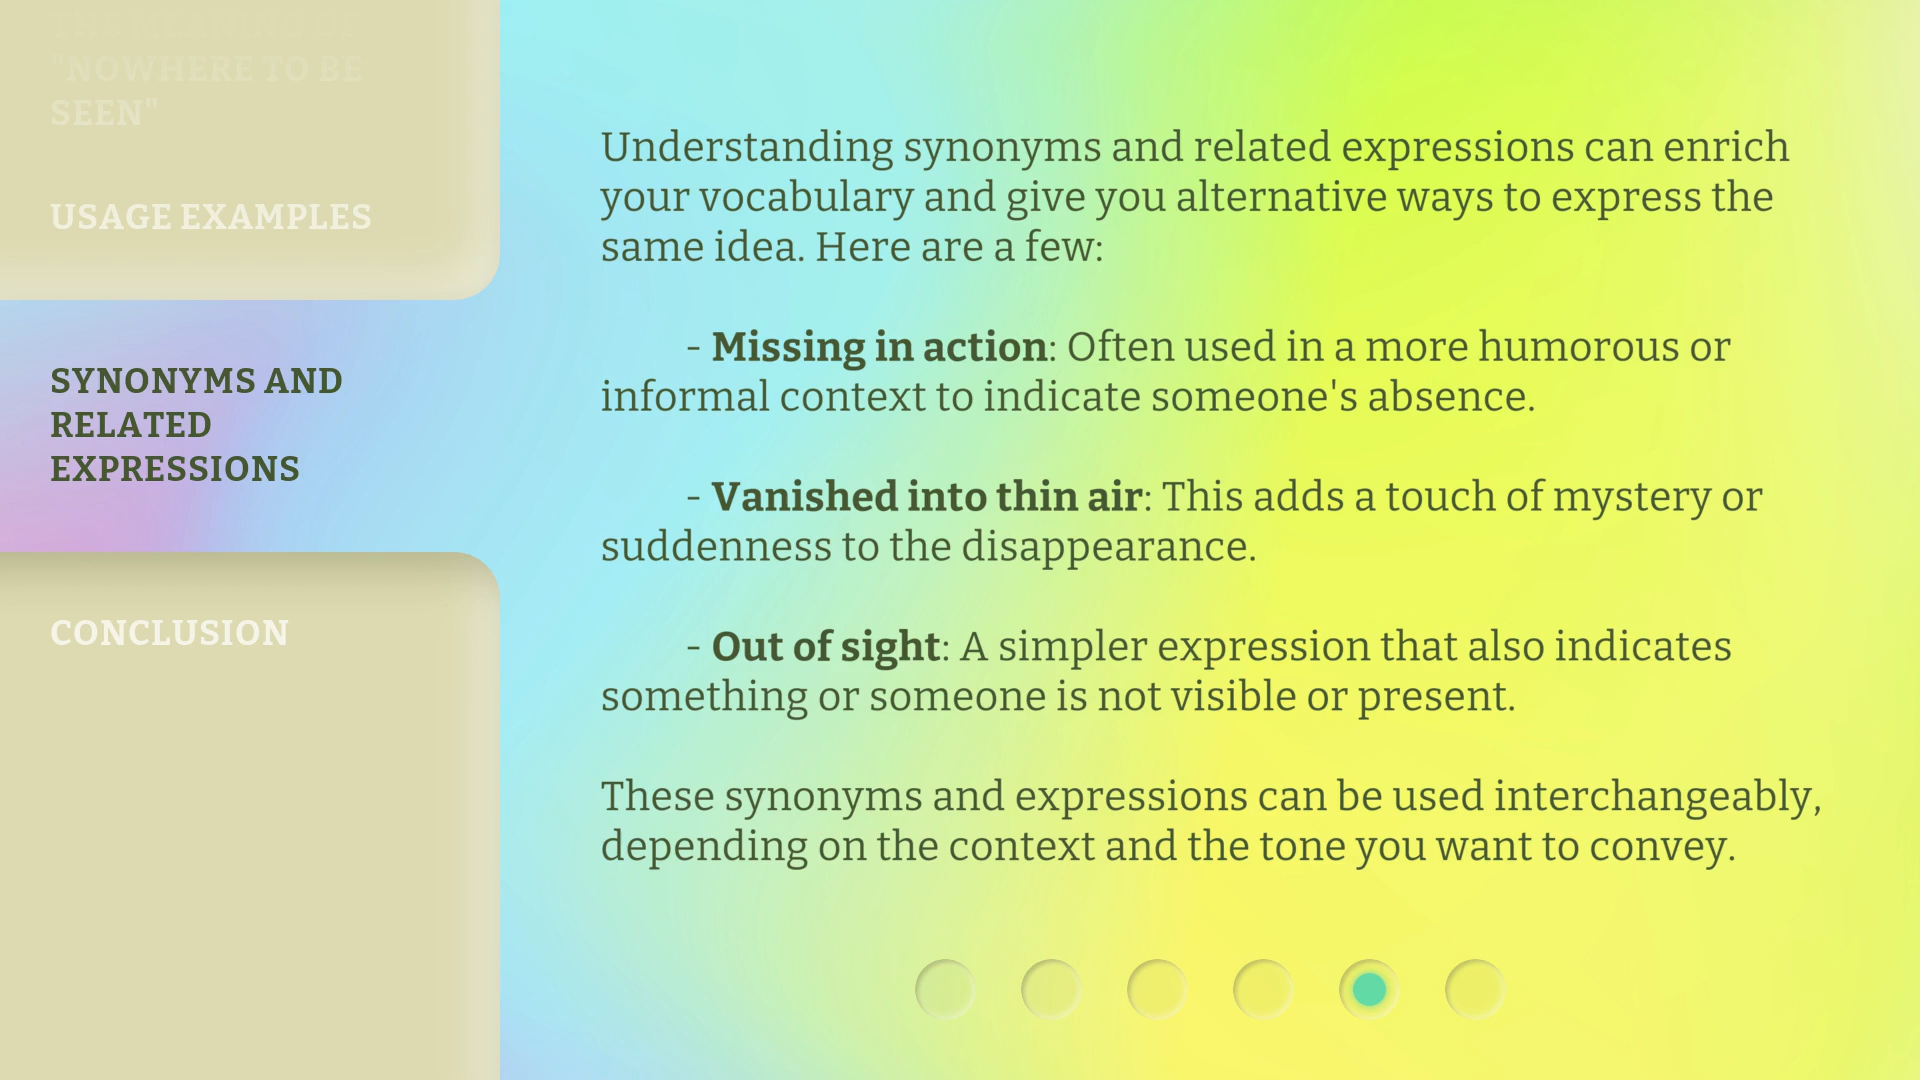 THE MEANING OF
"NOWHERE TO BE
SEEN"
USAGE EXAMPLES
SYNONYMS AND
RELATED
EXPRESSIONS
CONCLUSION
Understanding synonyms and related expressions can enrich
your vocabulary and give you alternative ways to express the
same idea. Here are a few:
- Missing in action: Often used in a more humorous or
informal context to indicate someone's absence.
- Vanished into thin air: This adds a touch of mystery or
suddenness to the disappearance.
- Out of sight: A simpler expression that also indicates
something or someone is not visible or present.
These synonyms and expressions can be used interchangeably,
depending on the context and the tone you want to convey.